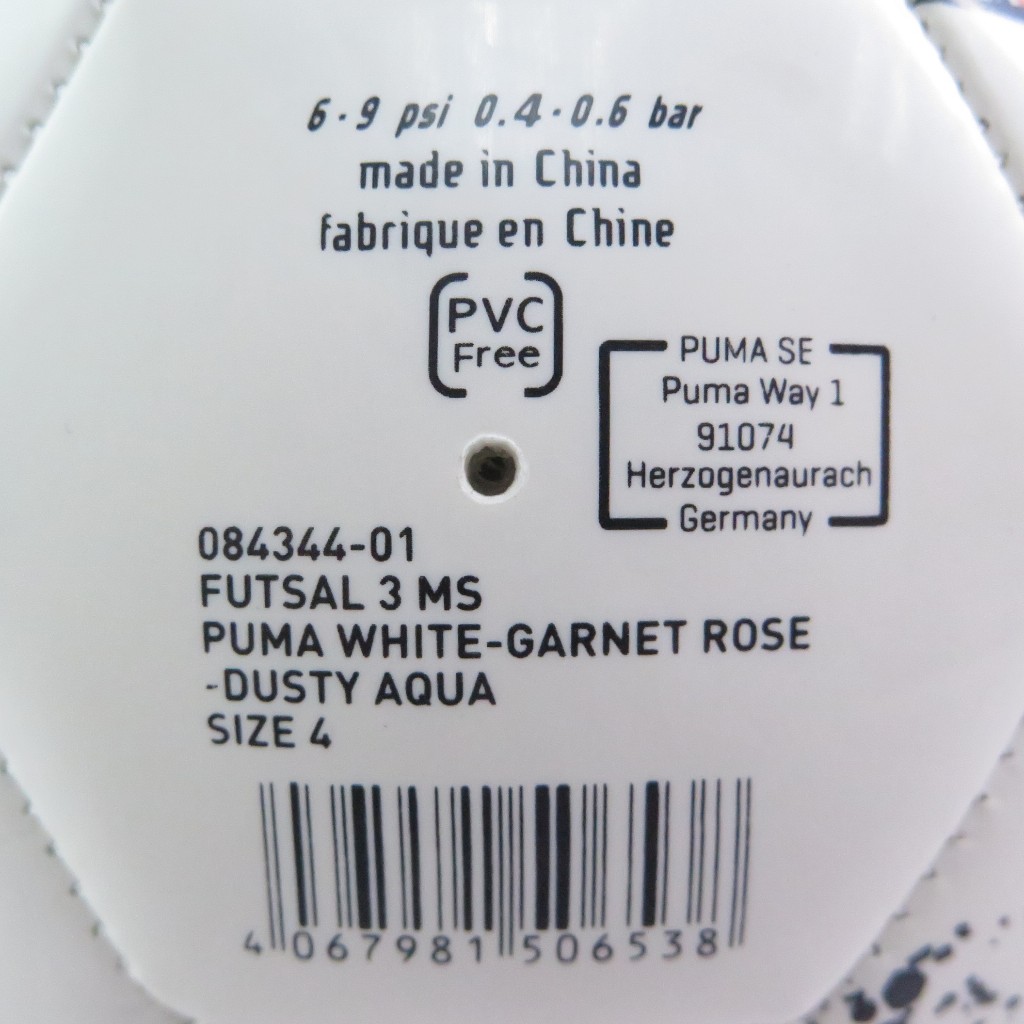 6-9 psi 0.4-0.6 bar
made in China
fabrique en Chine
PVC
Free
PUMA SE
Puma Way 1
91074
Herzogenaurach
Germany
084344-01
FUTSAL 3 MS
PUMA WHITE-GARNET ROSE
-DUSTY AQUA
SIZE 4
4 067981 506538